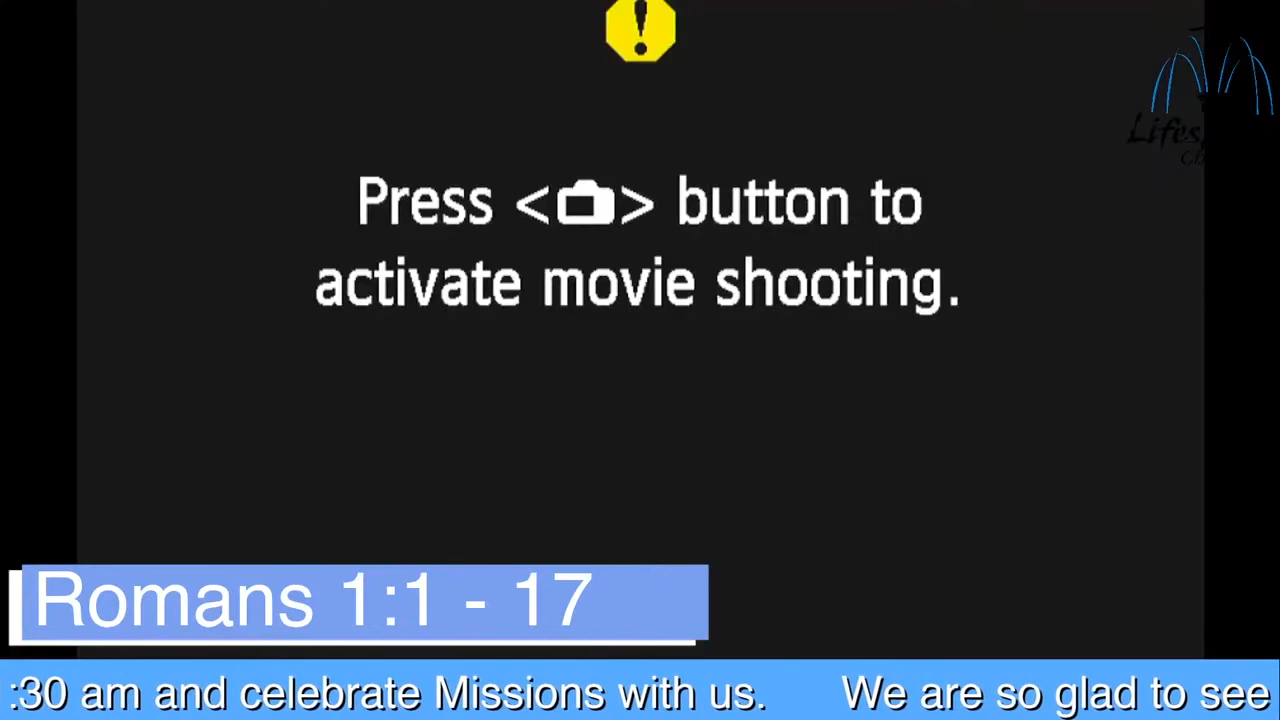 Press < > button to
activate movie shooting.
Romans 1:1 - 17
:30 am and celebrate Missions with us. We are so glad to see